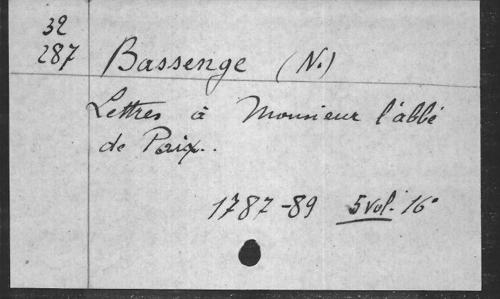 32
287
Bassenge (N.)
Lettres à Monsieur l'abbé
de Paix..
1787-89 5 vol. 16°